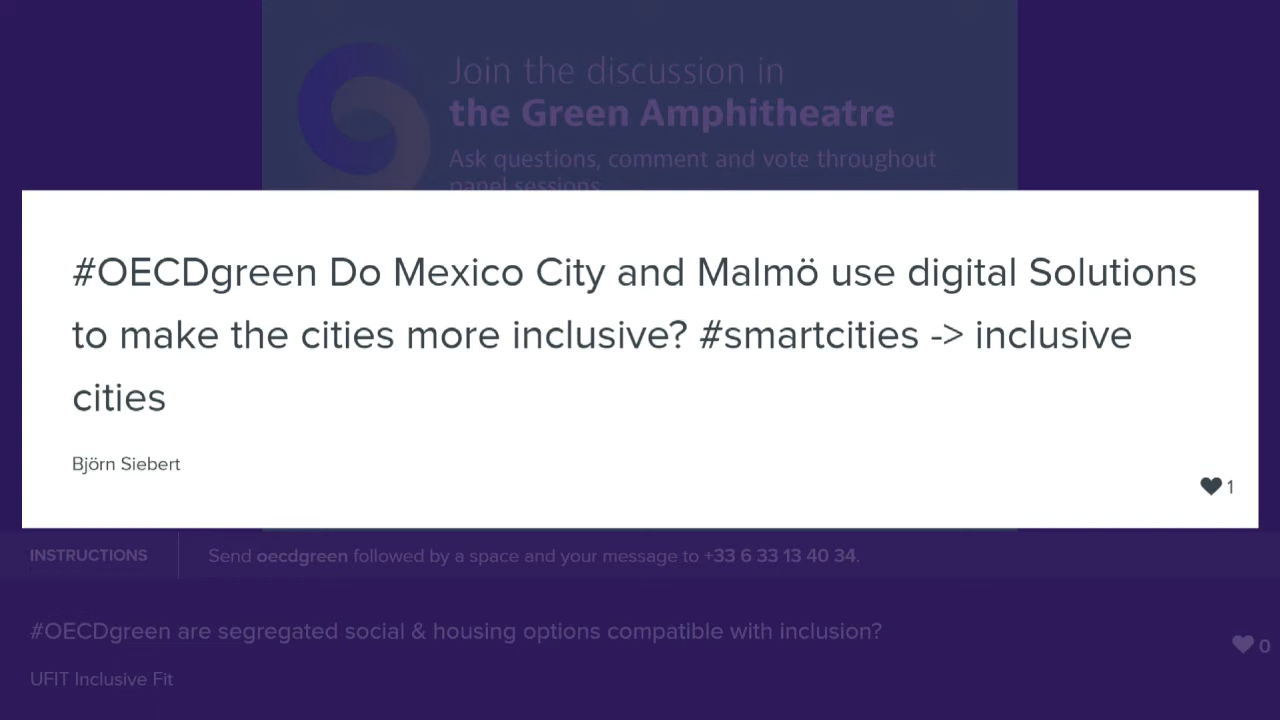 Join the discussion in
the Green Amphitheatre
Ask questions, comment and vote throughout
panel sessions
#OECDgreen Do Mexico City and Malmö use digital Solutions
to make the cities more inclusive? #smartcities -> inclusive
cities
Björn Siebert
1
INSTRUCTIONS Send oecdgreen followed by a space and your message to +33 6 33 13 40 34.
#OECDgreen are segregated social & housing options compatible with inclusion?
0
UFIT Inclusive Fit